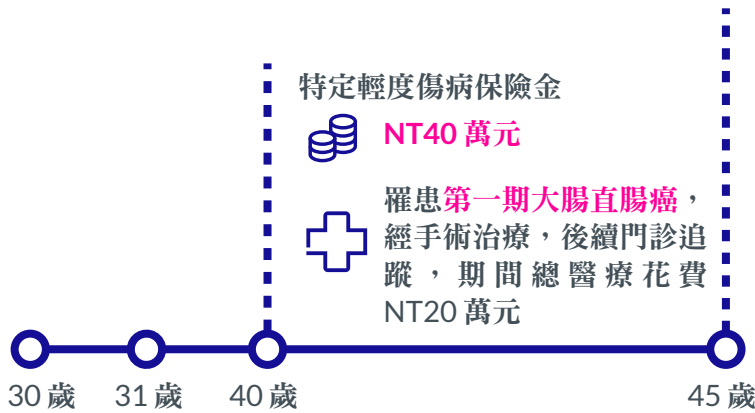 特定輕度傷病保險金
NT40 萬元
罹患第一期大腸直腸癌，
經手術治療，後續門診追
蹤，期間總醫療花費
NT20 萬元
30 歲 31 歲 40 歲 45 歲